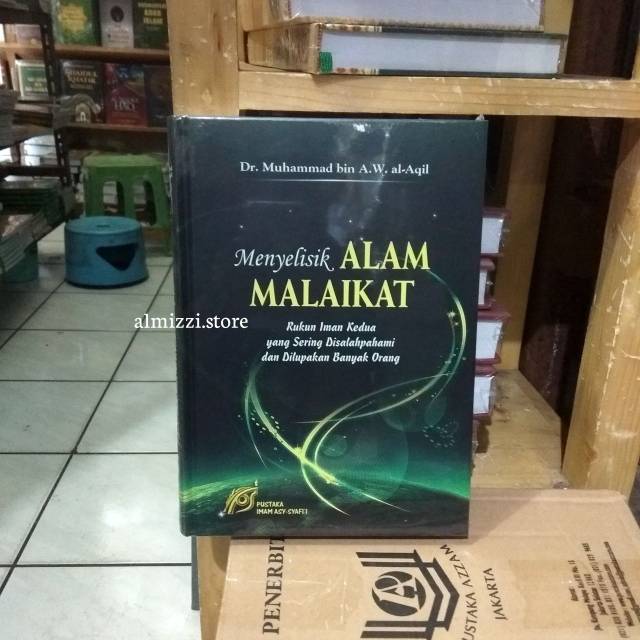 Dr. Muhammad bin A.W. al-Aqil
Menyelisik ALAM
MALAIKAT
almizzi.store
Rukun Iman Kedua
yang Sering Disalahpahami
dan Dilupakan Banyak Orang
PUSTAKA
IMAM ASY-SYAFI'I
PENERBIT
PUSTAKA AZZAM
JAKARTA